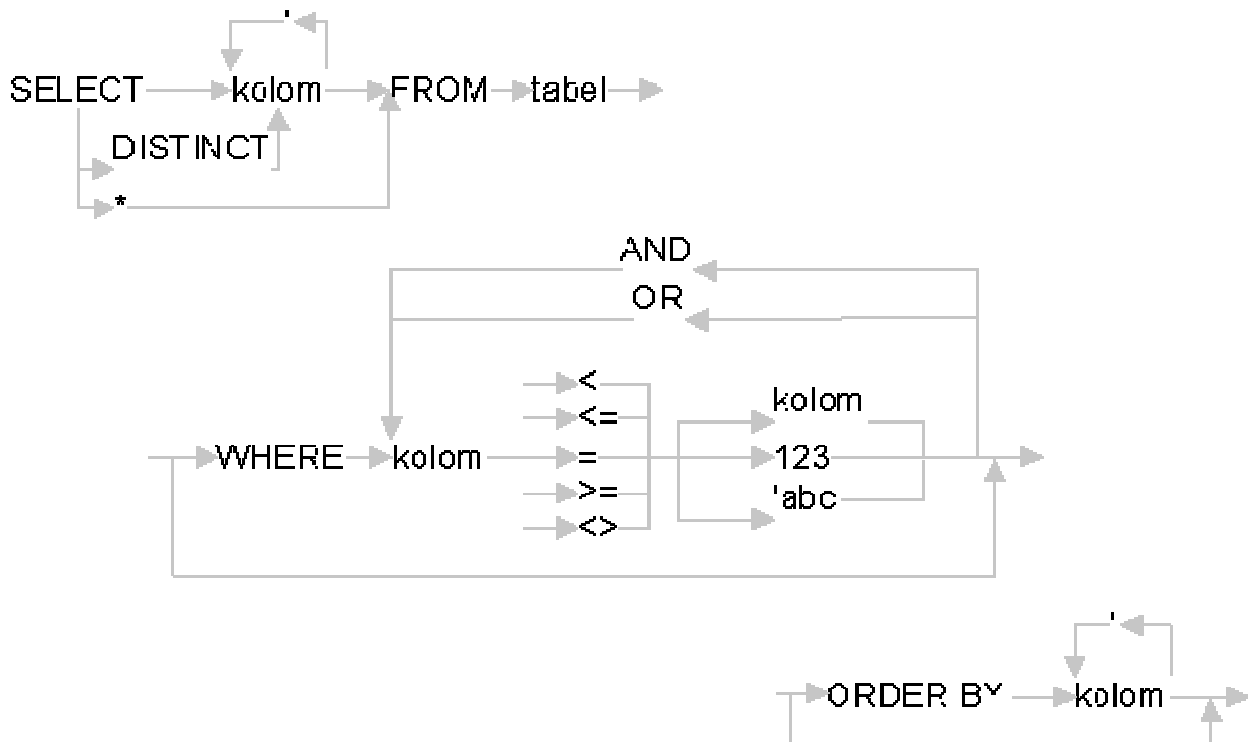 '
SELECT kolom FROM tabel
DISTINCT
*
AND
OR
<
<=
kolom
WHERE kolom = 123
>=
'abc
<>
'
ORDER BY kolom